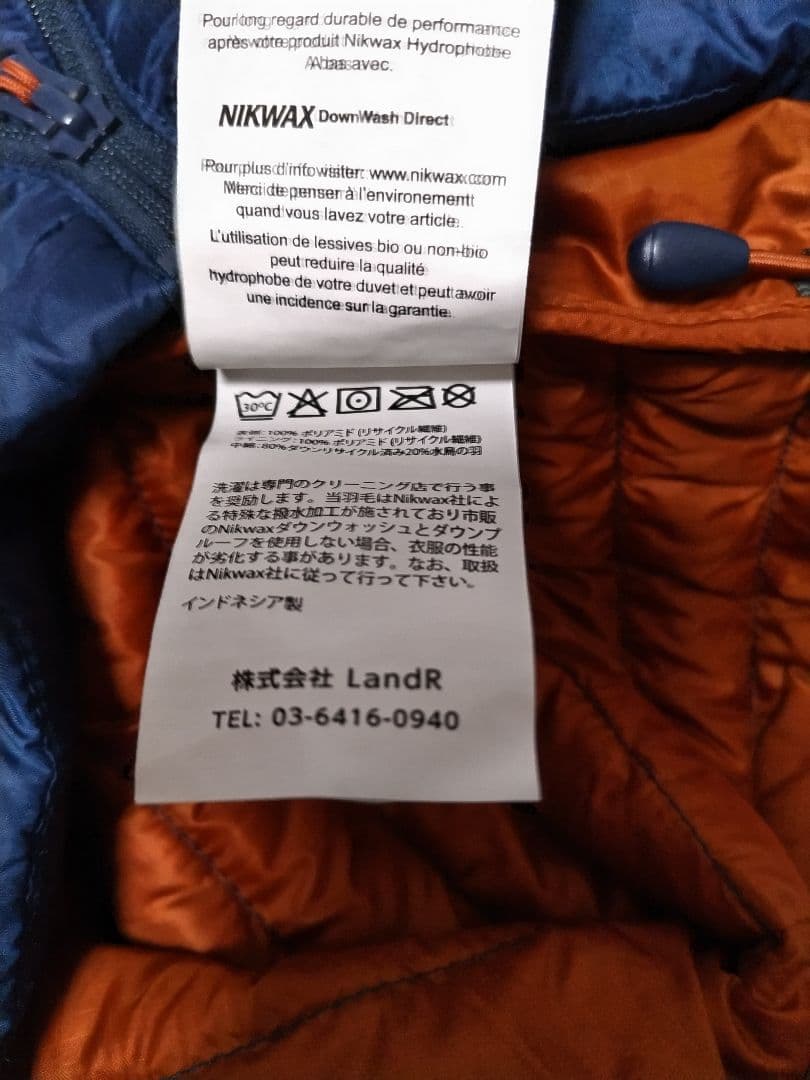 Pour long regard durable de performance
après votre produit Nikwax Hydrophobe
avec.
NIKWAX DownWash Direct
Pour plus d'info visiter: www.nikwax.com
Merci de penser à l'environement
quand vous lavez votre article.
L'utilisation de lessives bio ou non-bio
peut reduire la qualité
hydrophobe de votre duvet et peut avoir
une incidence sur la garantie.
30°C
表地: 100% ポリアミド (リサイクル繊維)
ライニング: 100% ポリアミド (リサイクル繊維)
中綿: 80%ダウンリサイクル済み20%水鳥の羽
洗濯は専門のクリーニング店で行う事
を奨励します。当羽毛はNikwax社によ
る特殊な撥水加工が施されており市販
のNikwaxダウンウォッシュとダウンプ
ルーフを使用しない場合、衣服の性能
が劣化する事があります。なお、取扱
はNikwax社に従って行って下さい。
インドネシア製
株式会社 LandR
TEL: 03-6416-0940